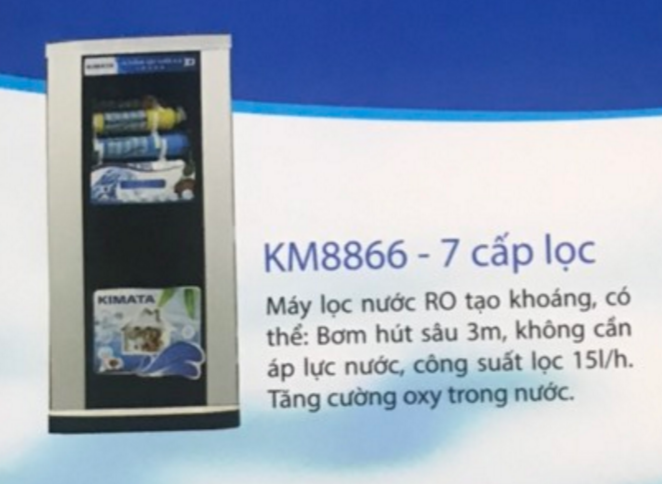 KIMATA
KIMATA
KM8866 - 7 cấp lọc
Máy lọc nước RO tạo khoáng, có
thể: Bơm hút sâu 3m, không cần
áp lực nước, công suất lọc 15l/h.
Tăng cường oxy trong nước.